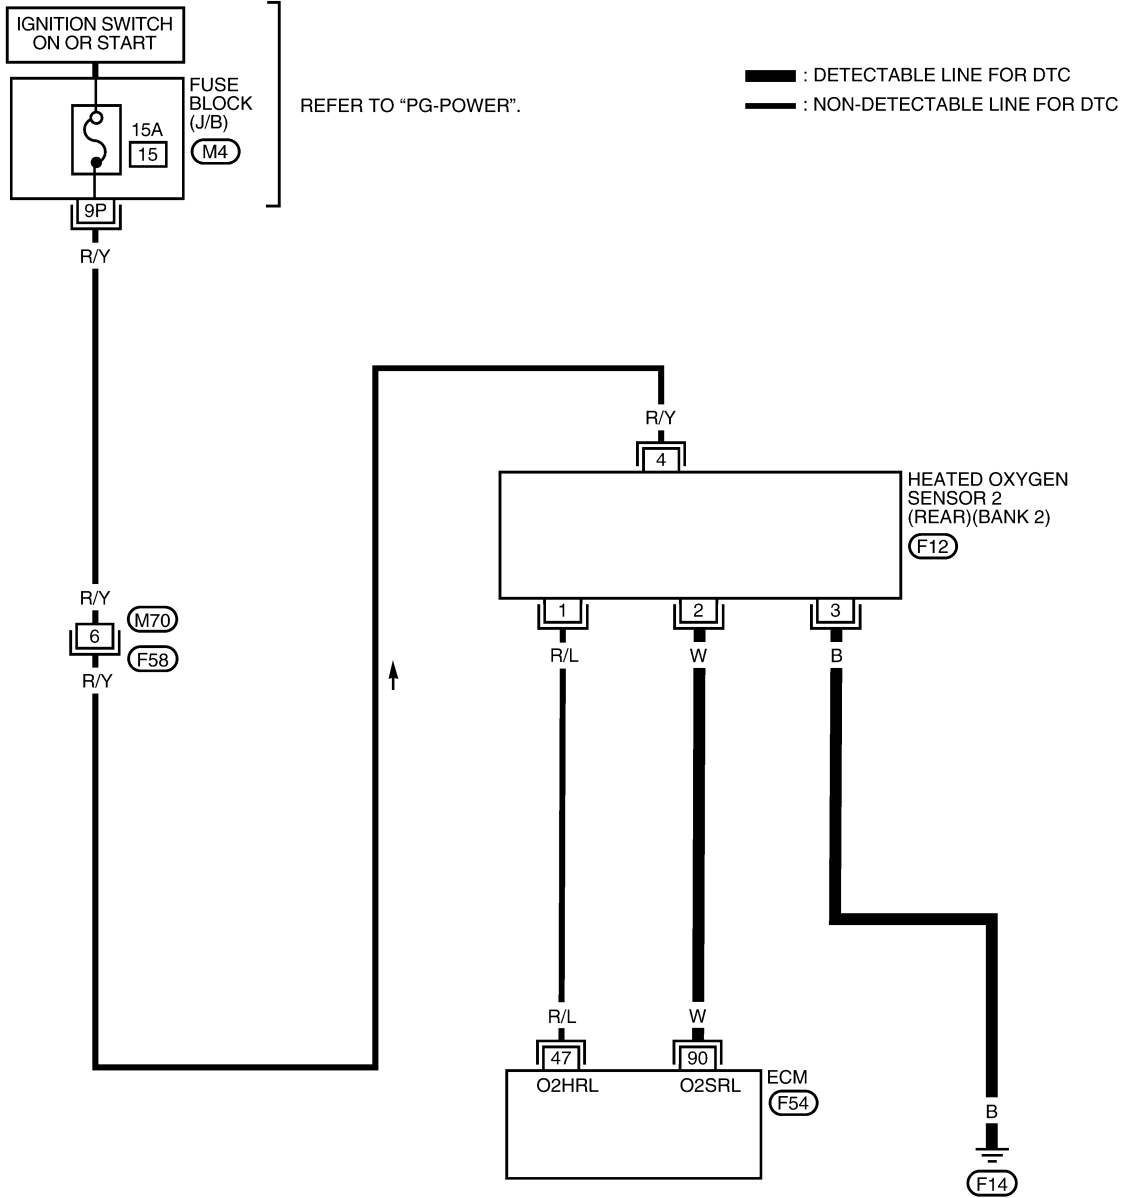 IGNITION SWITCH
ON OR START
FUSE
BLOCK
(J/B)
M4
15A
15
9P
REFER TO “PG-POWER”.
: DETECTABLE LINE FOR DTC
: NON-DETECTABLE LINE FOR DTC
R/Y
R/Y
6
M70
F58
R/Y
R/Y
4
HEATED OXYGEN
SENSOR 2
(REAR)(BANK 2)
F12
1
2
3
R/L
W
B
R/L
W
47
90
O2HRL
O2SRL
ECM
F54
B
F14